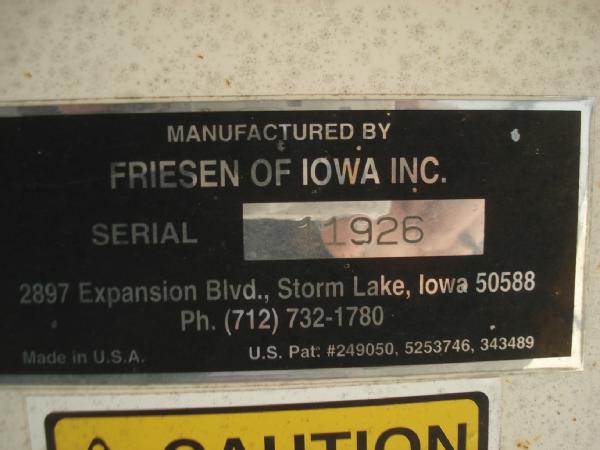 MANUFACTURED BY
FRIESEN OF IOWA INC.
SERIAL 11926
2897 Expansion Blvd., Storm Lake, Iowa 50588
Ph. (712) 732-1780
Made in U.S.A. U.S. Pat: #249050, 5253746, 343489
CAUTION